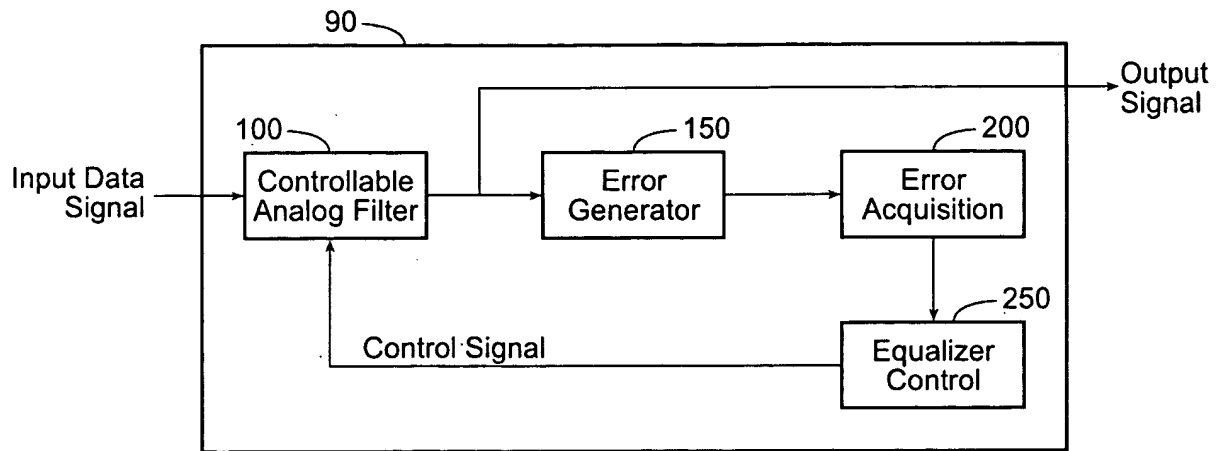 90
Output
Signal
100
150
200
Input Data
Signal
Controllable
Analog Filter
Error
Generator
Error
Acquisition
250
Control Signal
Equalizer
Control